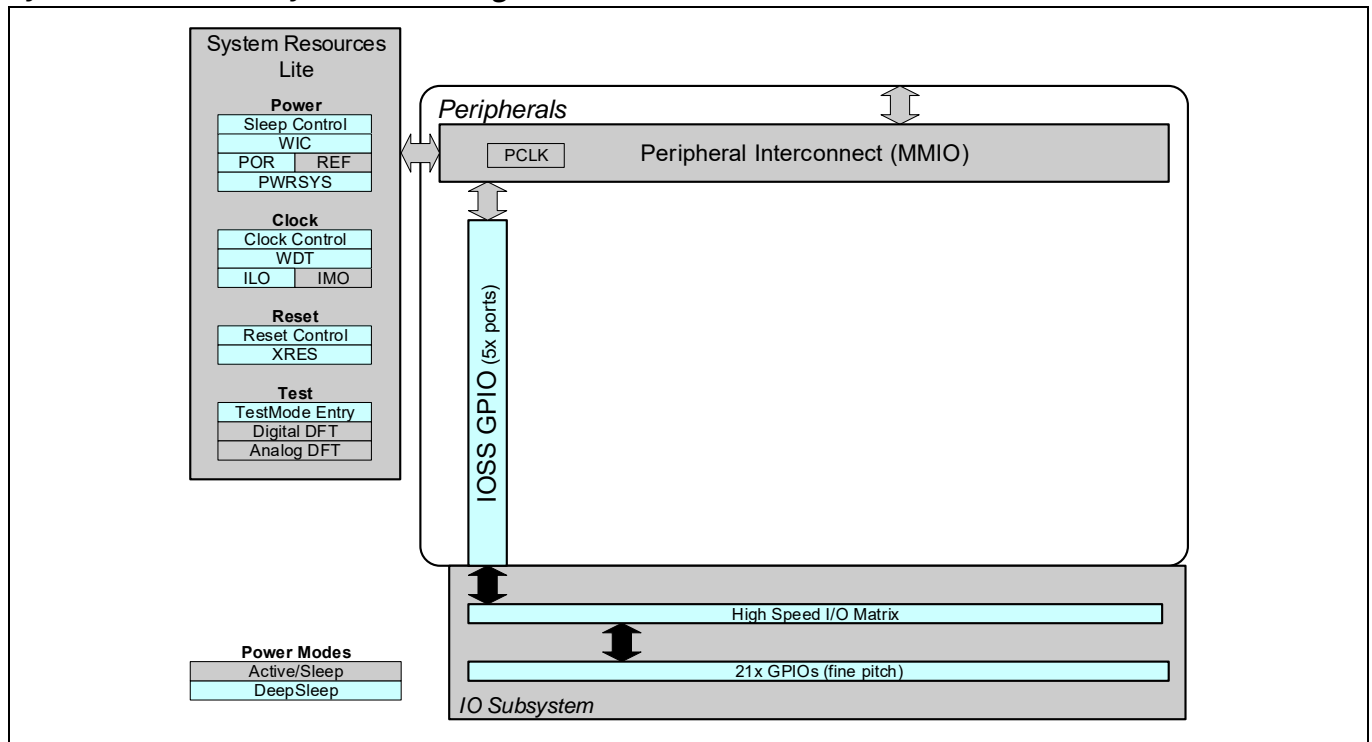 System Resources
Lite
Power
Sleep Control
WIC
POR REF
PWRSYS
Clock
Clock Control
WDT
ILO IMO
Reset
Reset Control
XRES
Test
TestMode Entry
Digital DFT
Analog DFT
Peripherals
PCLK Peripheral Interconnect (MMIO)
IOSS GPIO (5x ports)
High Speed I/O Matrix
21x GPIOs (fine pitch)
IO Subsystem
Power Modes
Active/Sleep
DeepSleep